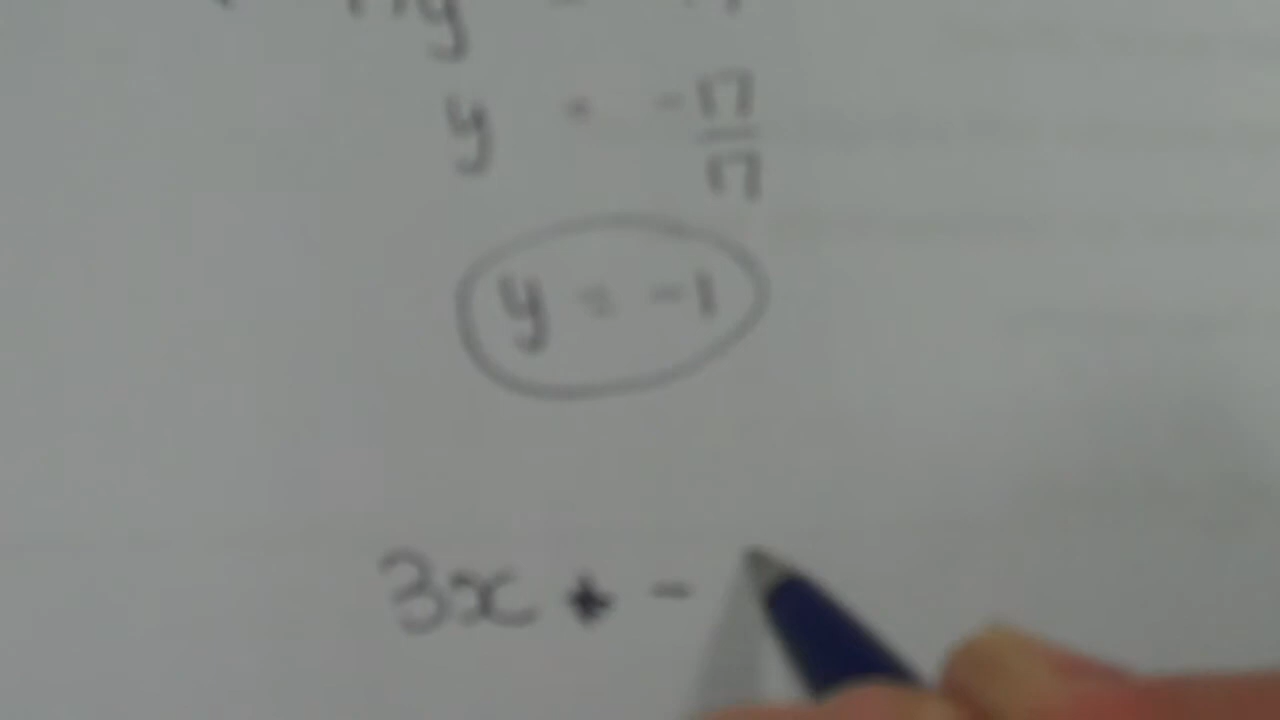 y = -17/17
y = -1
3x + -